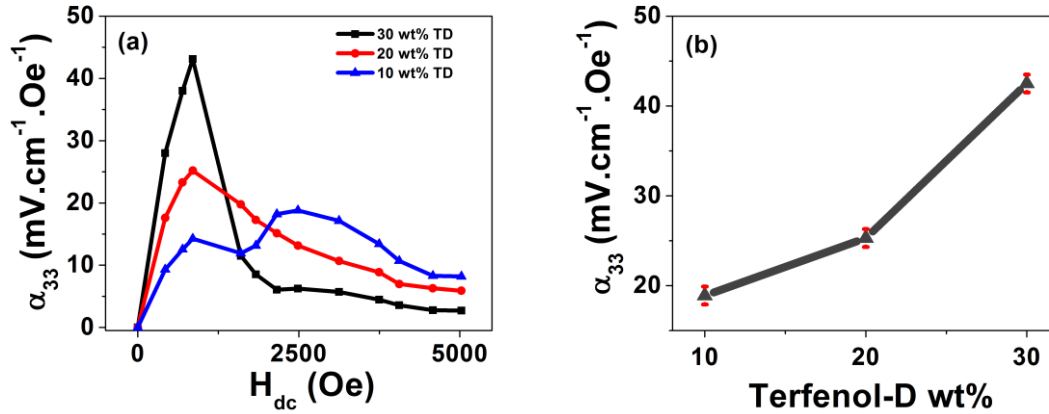 (a)
30 wt% TD
20 wt% TD
10 wt% TD
50
40
30
20
10
0
α₃₃ (mV.cm⁻¹.Oe⁻¹)
0 2500 5000
H_dc (Oe)
(b)
50
40
30
20
α₃₃ (mV.cm⁻¹.Oe⁻¹)
10 20 30
Terfenol-D wt%